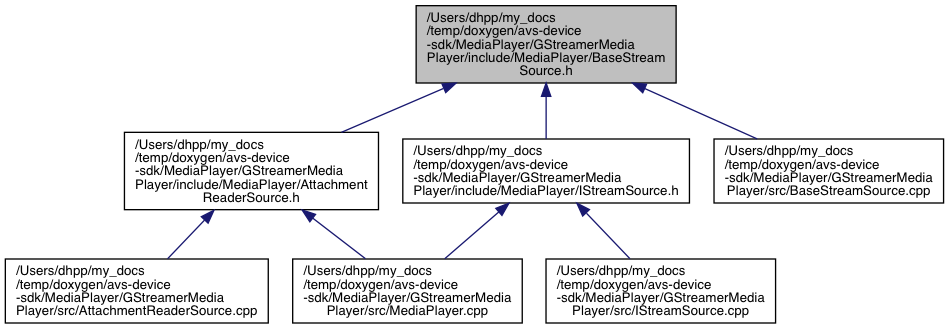 /Users/dhpp/my_docs
/temp/doxygen/avs-device
-sdk/MediaPlayer/GStreamerMedia
Player/include/MediaPlayer/BaseStream
Source.h
/Users/dhpp/my_docs
/temp/doxygen/avs-device
-sdk/MediaPlayer/GStreamerMedia
Player/include/MediaPlayer/Attachment
ReaderSource.h
/Users/dhpp/my_docs
/temp/doxygen/avs-device
-sdk/MediaPlayer/GStreamerMedia
Player/include/MediaPlayer/IStreamSource.h
/Users/dhpp/my_docs
/temp/doxygen/avs-device
-sdk/MediaPlayer/GStreamerMedia
Player/src/BaseStreamSource.cpp
/Users/dhpp/my_docs
/temp/doxygen/avs-device
-sdk/MediaPlayer/GStreamerMedia
Player/src/AttachmentReaderSource.cpp
/Users/dhpp/my_docs
/temp/doxygen/avs-device
-sdk/MediaPlayer/GStreamerMedia
Player/src/MediaPlayer.cpp
/Users/dhpp/my_docs
/temp/doxygen/avs-device
-sdk/MediaPlayer/GStreamerMedia
Player/src/IStreamSource.cpp